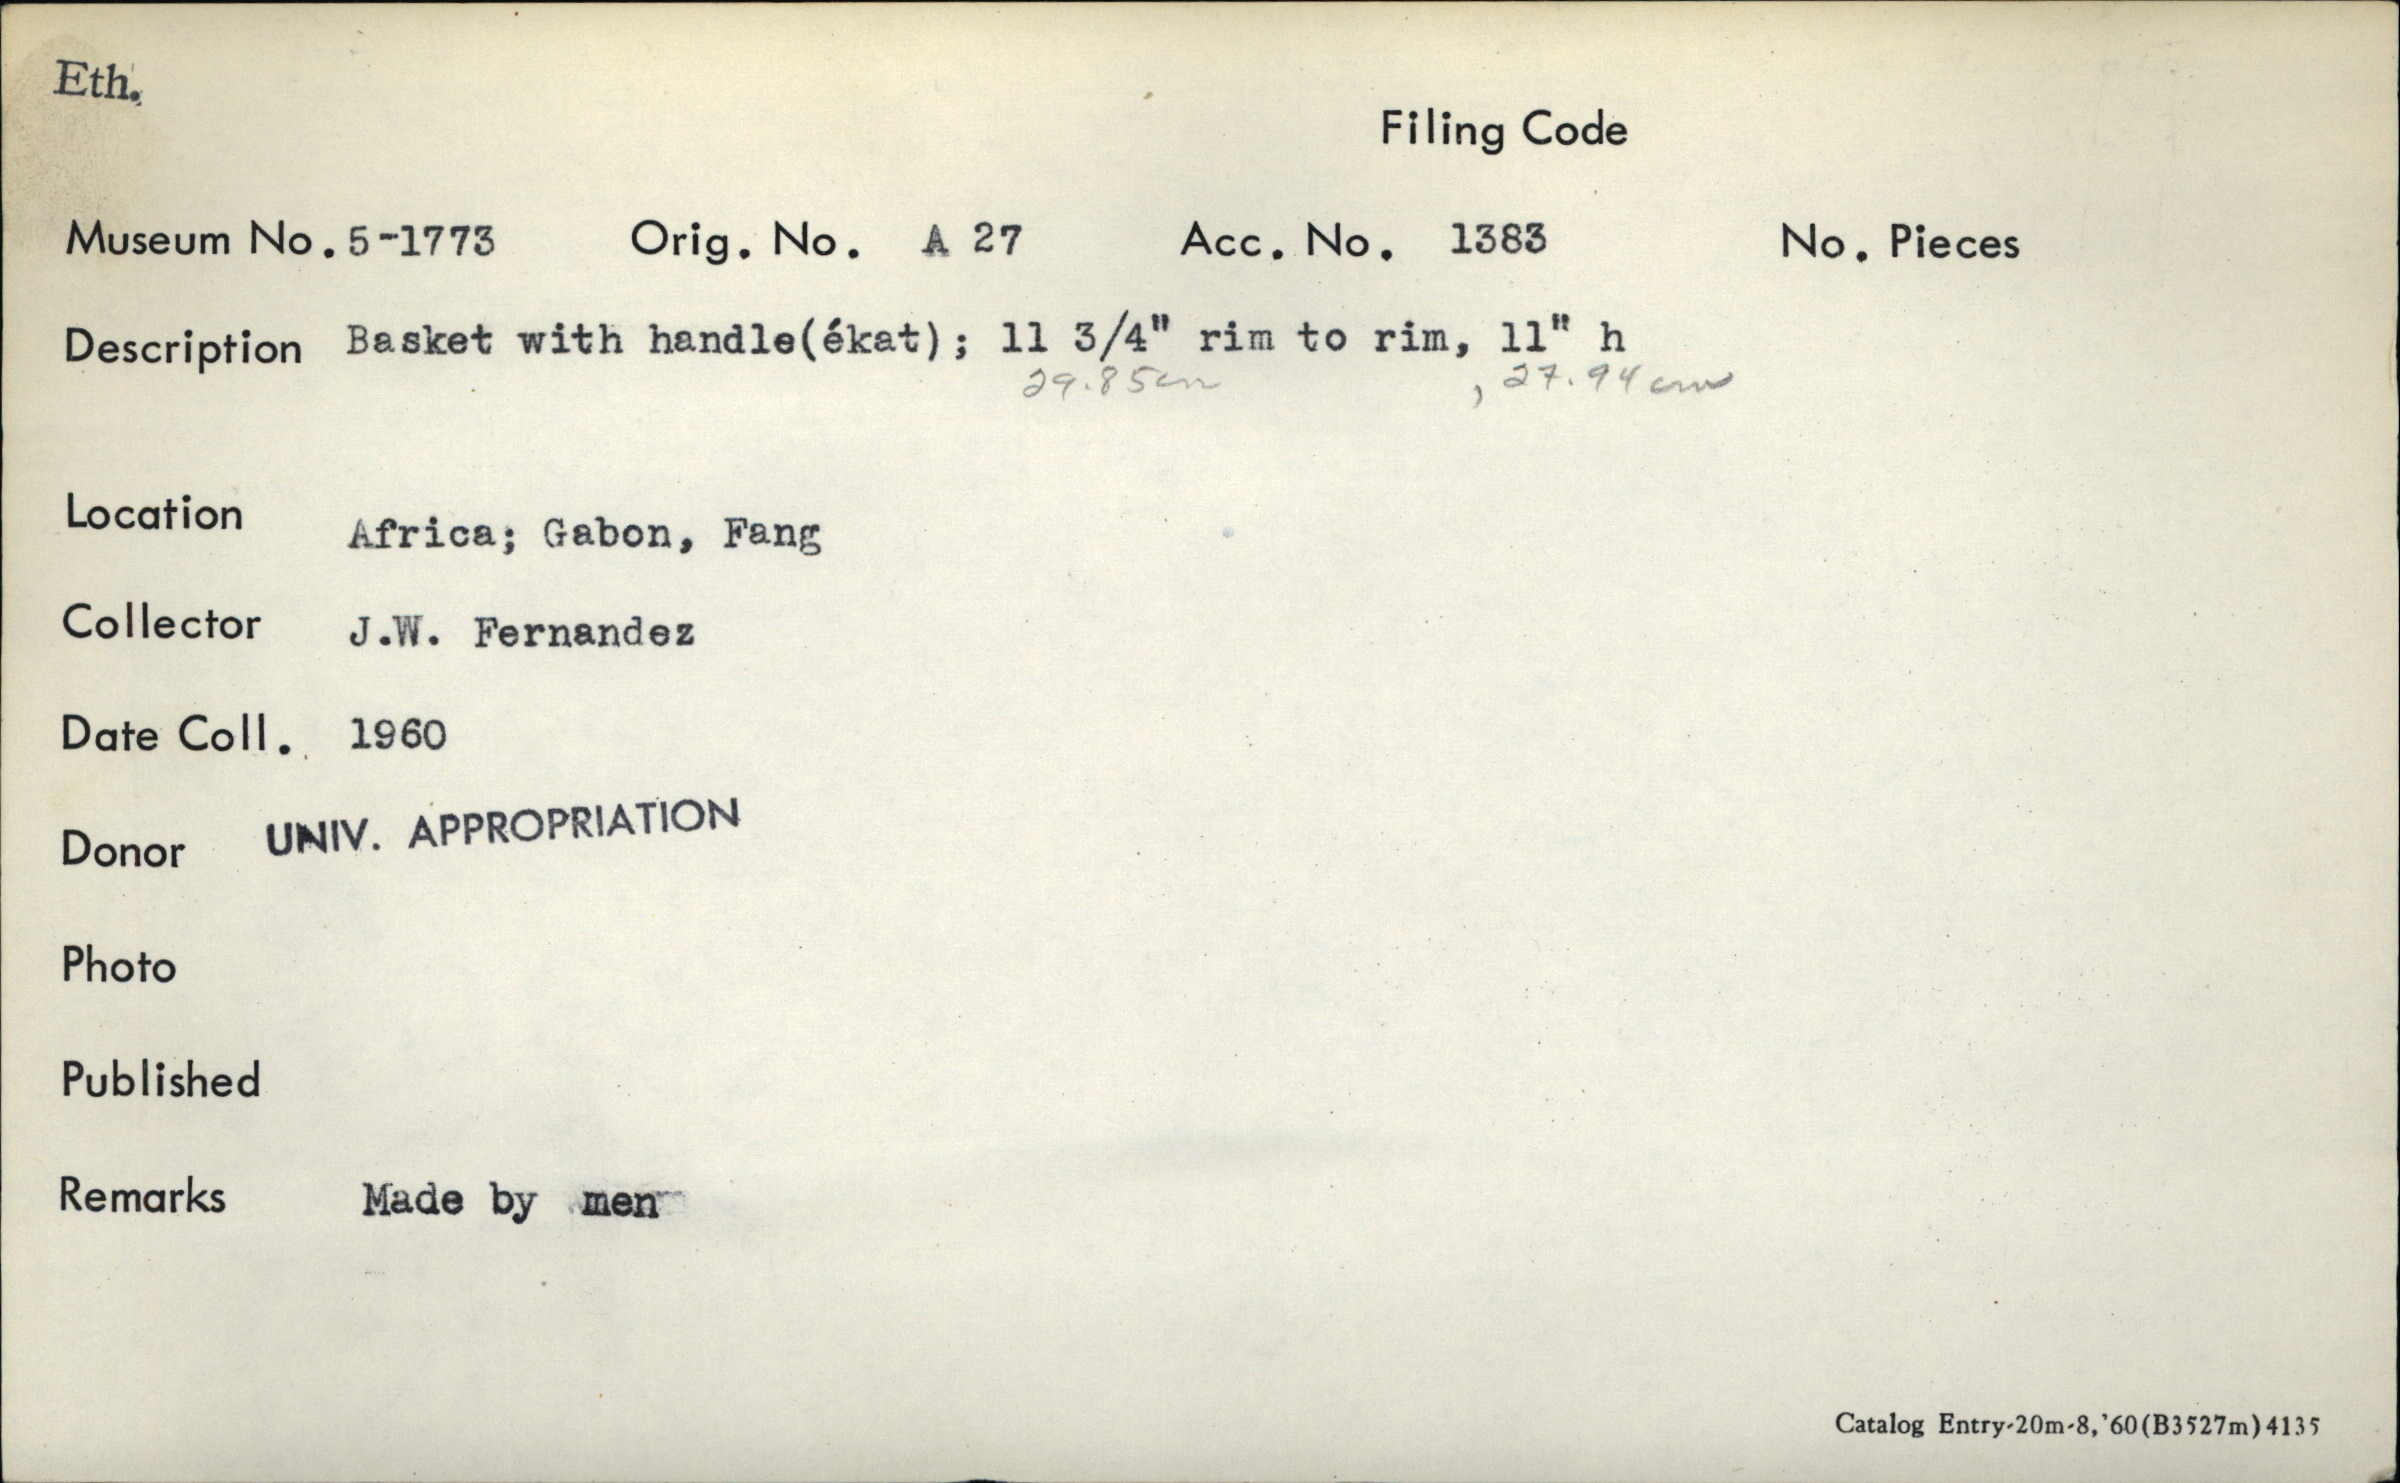 Eth.
Filing Code
Museum No. 5-1773 Orig. No. A 27 Acc. No. 1383 No. Pieces
Description Basket with handle(ékat); 11 3/4" rim to rim, 11" h
29.85cm , 27.94cm
Location Africa; Gabon, Fang
Collector J.W. Fernandez
Date Coll. 1960
Donor UNIV. APPROPRIATION
Photo
Published
Remarks Made by men
Catalog Entry-20m-8,'60(B3527m)4135